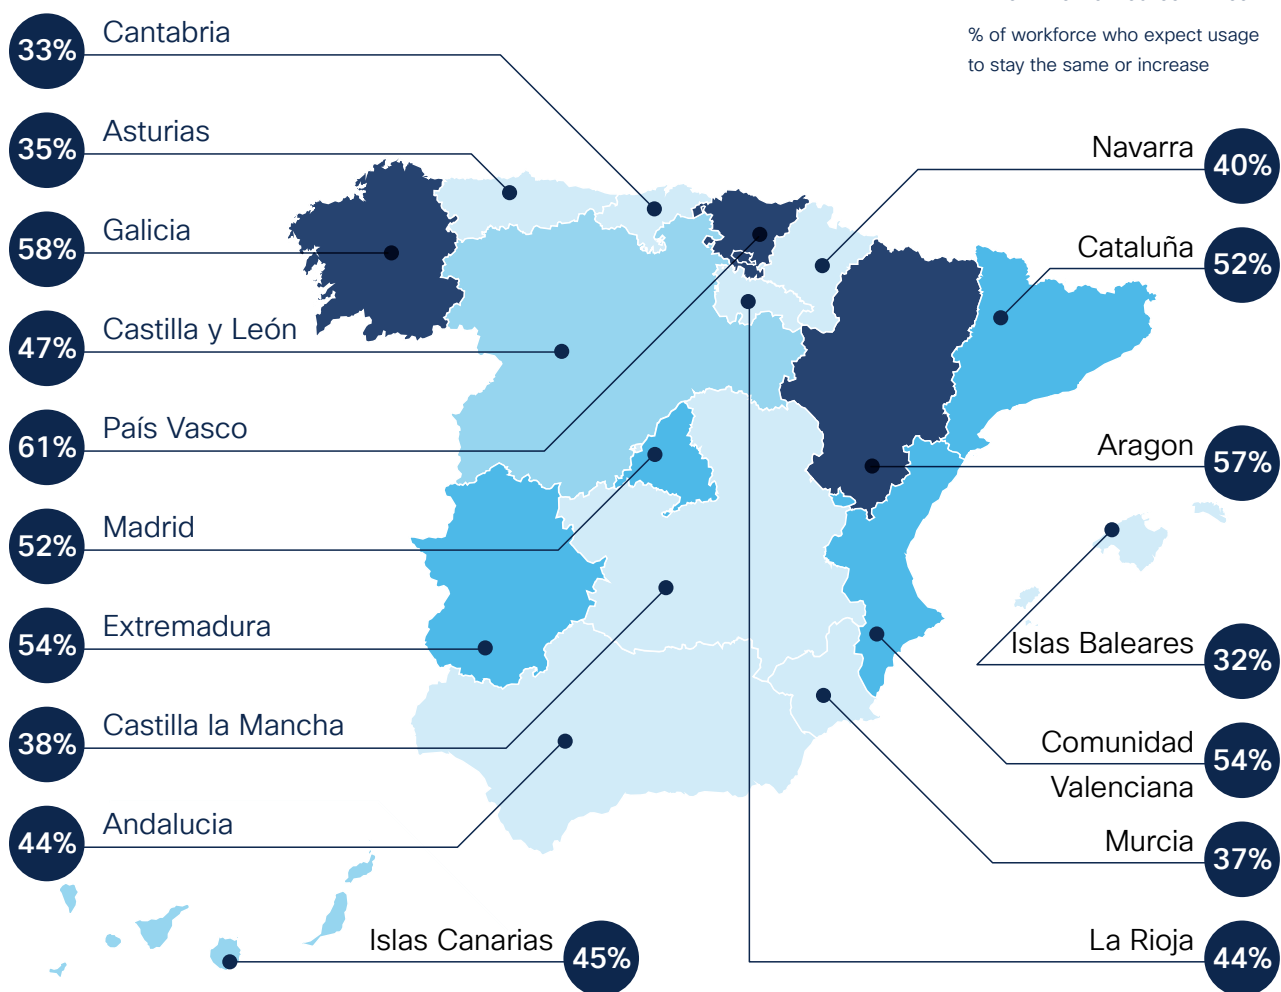 % of workforce who expect usage
to stay the same or increase
33% Cantabria
35% Asturias
58% Galicia
47% Castilla y León
61% País Vasco
52% Madrid
54% Extremadura
38% Castilla la Mancha
44% Andalucia
Islas Canarias 45%
Navarra 40%
Cataluña 52%
Aragon 57%
Islas Baleares 32%
Comunidad
Valenciana 54%
Murcia 37%
La Rioja 44%